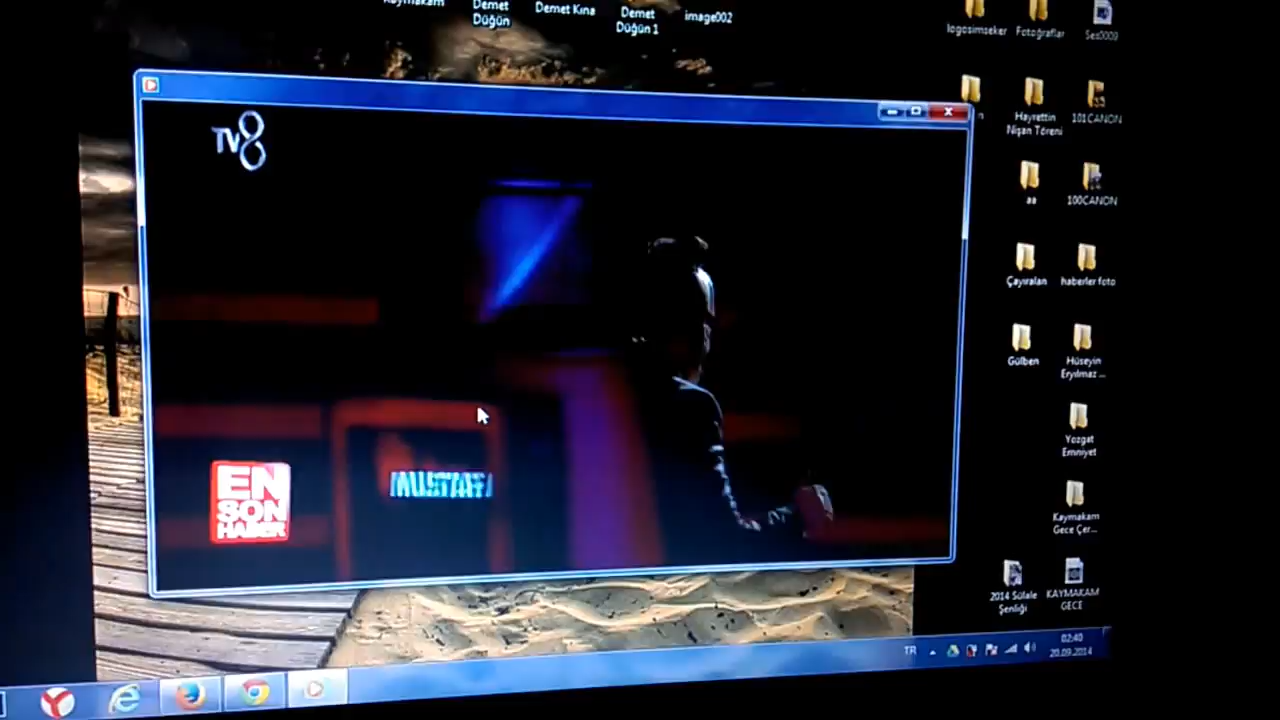 Kaymakam
Demet
Düğün
Demet Kına
Demet
Düğün 1
image002
logosimseker
Fotoğraflar
Ses0009
Hayrettin
Nişan Töreni
101CANON
aa
100CANON
Çayıralan
haberler foto
Gülben
Hüseyin
Eryılmaz ...
Yozgat
Emniyet
Kaymakam
Gece Çer...
2014 Sülale
Şenliği
KAYMAKAM
GECE
TV8
EN
SON
HABER
MUSTAFA
TR
02:40
20.09.2014